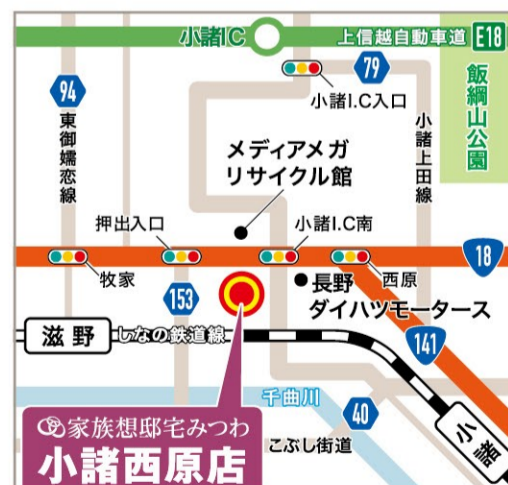 小諸IC
上信越自動車道 E18
79
飯綱山公園
94
小諸I.C入口
東御嬬恋線
小諸上田線
メディアメガ
リサイクル館
押出入口
小諸I.C南
18
牧家
西原
153
長野
ダイハツモータース
滋野
しなの鉄道線
141
千曲川
40
小諸
家族想邸宅みつわ
こぶし街道
小諸西原店